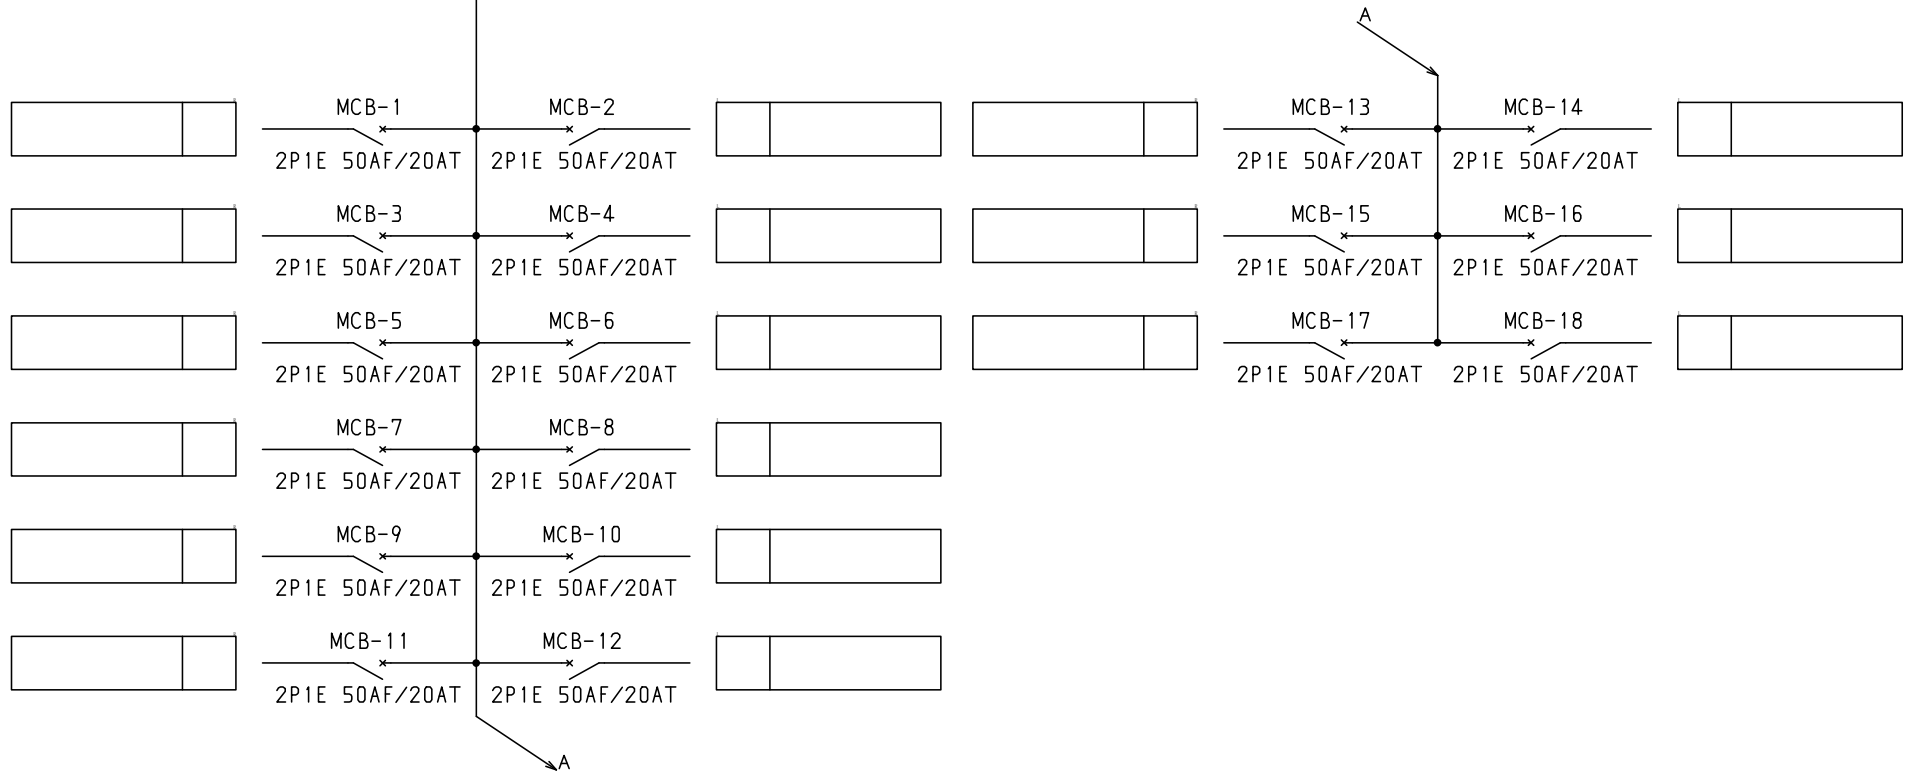 A
MCB-1 MCB-2 MCB-13 MCB-14
2P1E 50AF/20AT 2P1E 50AF/20AT 2P1E 50AF/20AT 2P1E 50AF/20AT
MCB-3 MCB-4 MCB-15 MCB-16
2P1E 50AF/20AT 2P1E 50AF/20AT 2P1E 50AF/20AT 2P1E 50AF/20AT
MCB-5 MCB-6 MCB-17 MCB-18
2P1E 50AF/20AT 2P1E 50AF/20AT 2P1E 50AF/20AT 2P1E 50AF/20AT
MCB-7 MCB-8
2P1E 50AF/20AT 2P1E 50AF/20AT
MCB-9 MCB-10
2P1E 50AF/20AT 2P1E 50AF/20AT
MCB-11 MCB-12
2P1E 50AF/20AT 2P1E 50AF/20AT
A